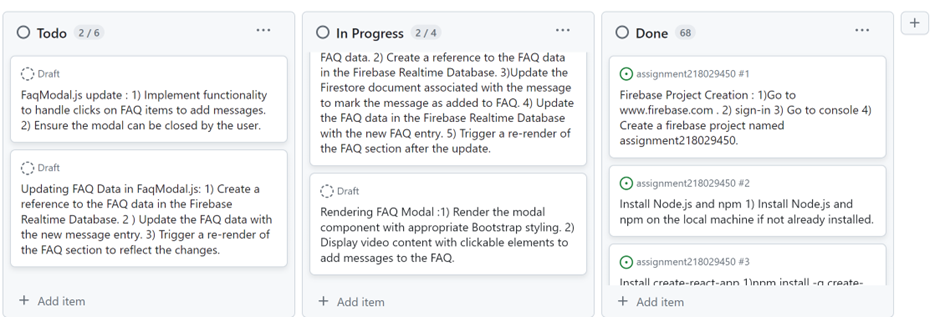 Todo 2 / 6
Draft
FaqModal.js update : 1) Implement functionality
to handle clicks on FAQ items to add messages.
2) Ensure the modal can be closed by the user.
Draft
Updating FAQ Data in FaqModal.js: 1) Create a
reference to the FAQ data in the Firebase
Realtime Database. 2 ) Update the FAQ data with
the new message entry. 3) Trigger a re-render of
the FAQ section to reflect the changes.
+ Add item
In Progress 2 / 4
FAQ data. 2) Create a reference to the FAQ data
in the Firebase Realtime Database. 3)Update the
Firestore document associated with the message
to mark the message as added to FAQ. 4) Update
the FAQ data in the Firebase Realtime Database
with the new FAQ entry. 5) Trigger a re-render of
the FAQ section after the update.
Draft
Rendering FAQ Modal :1) Render the modal
component with appropriate Bootstrap styling. 2)
Display video content with clickable elements to
add messages to the FAQ.
+ Add item
Done 68
assignment218029450 #1
Firebase Project Creation : 1)Go to
www.firebase.com . 2) sign-in 3) Go to console 4)
Create a firebase project named
assignment218029450.
assignment218029450 #2
Install Node.js and npm 1) Install Node.js and
npm on the local machine if not already installed.
assignment218029450 #3
Install create-react-app 1)npm install -g create-
+ Add item